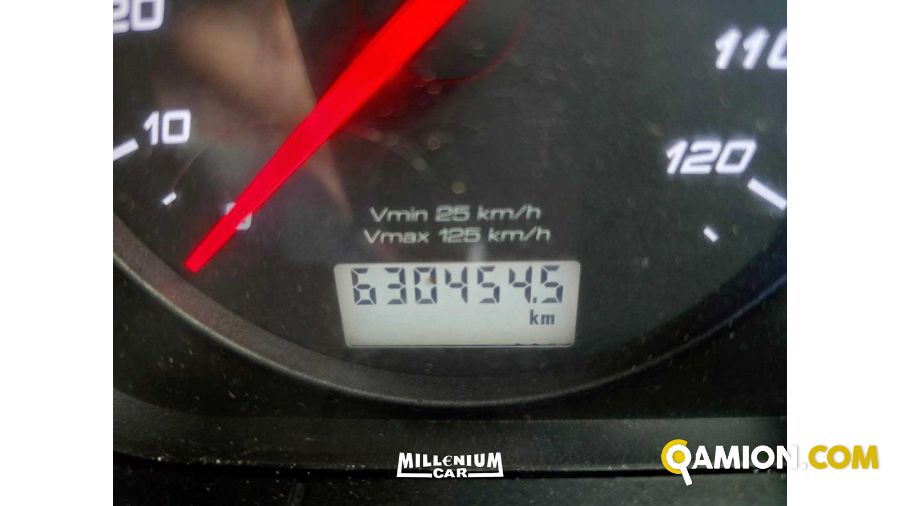 20
110
10
120
0
Vmin 25 km/h
Vmax 125 km/h
630454.5
km
MILLENIUM
CAR
QAMION.COM